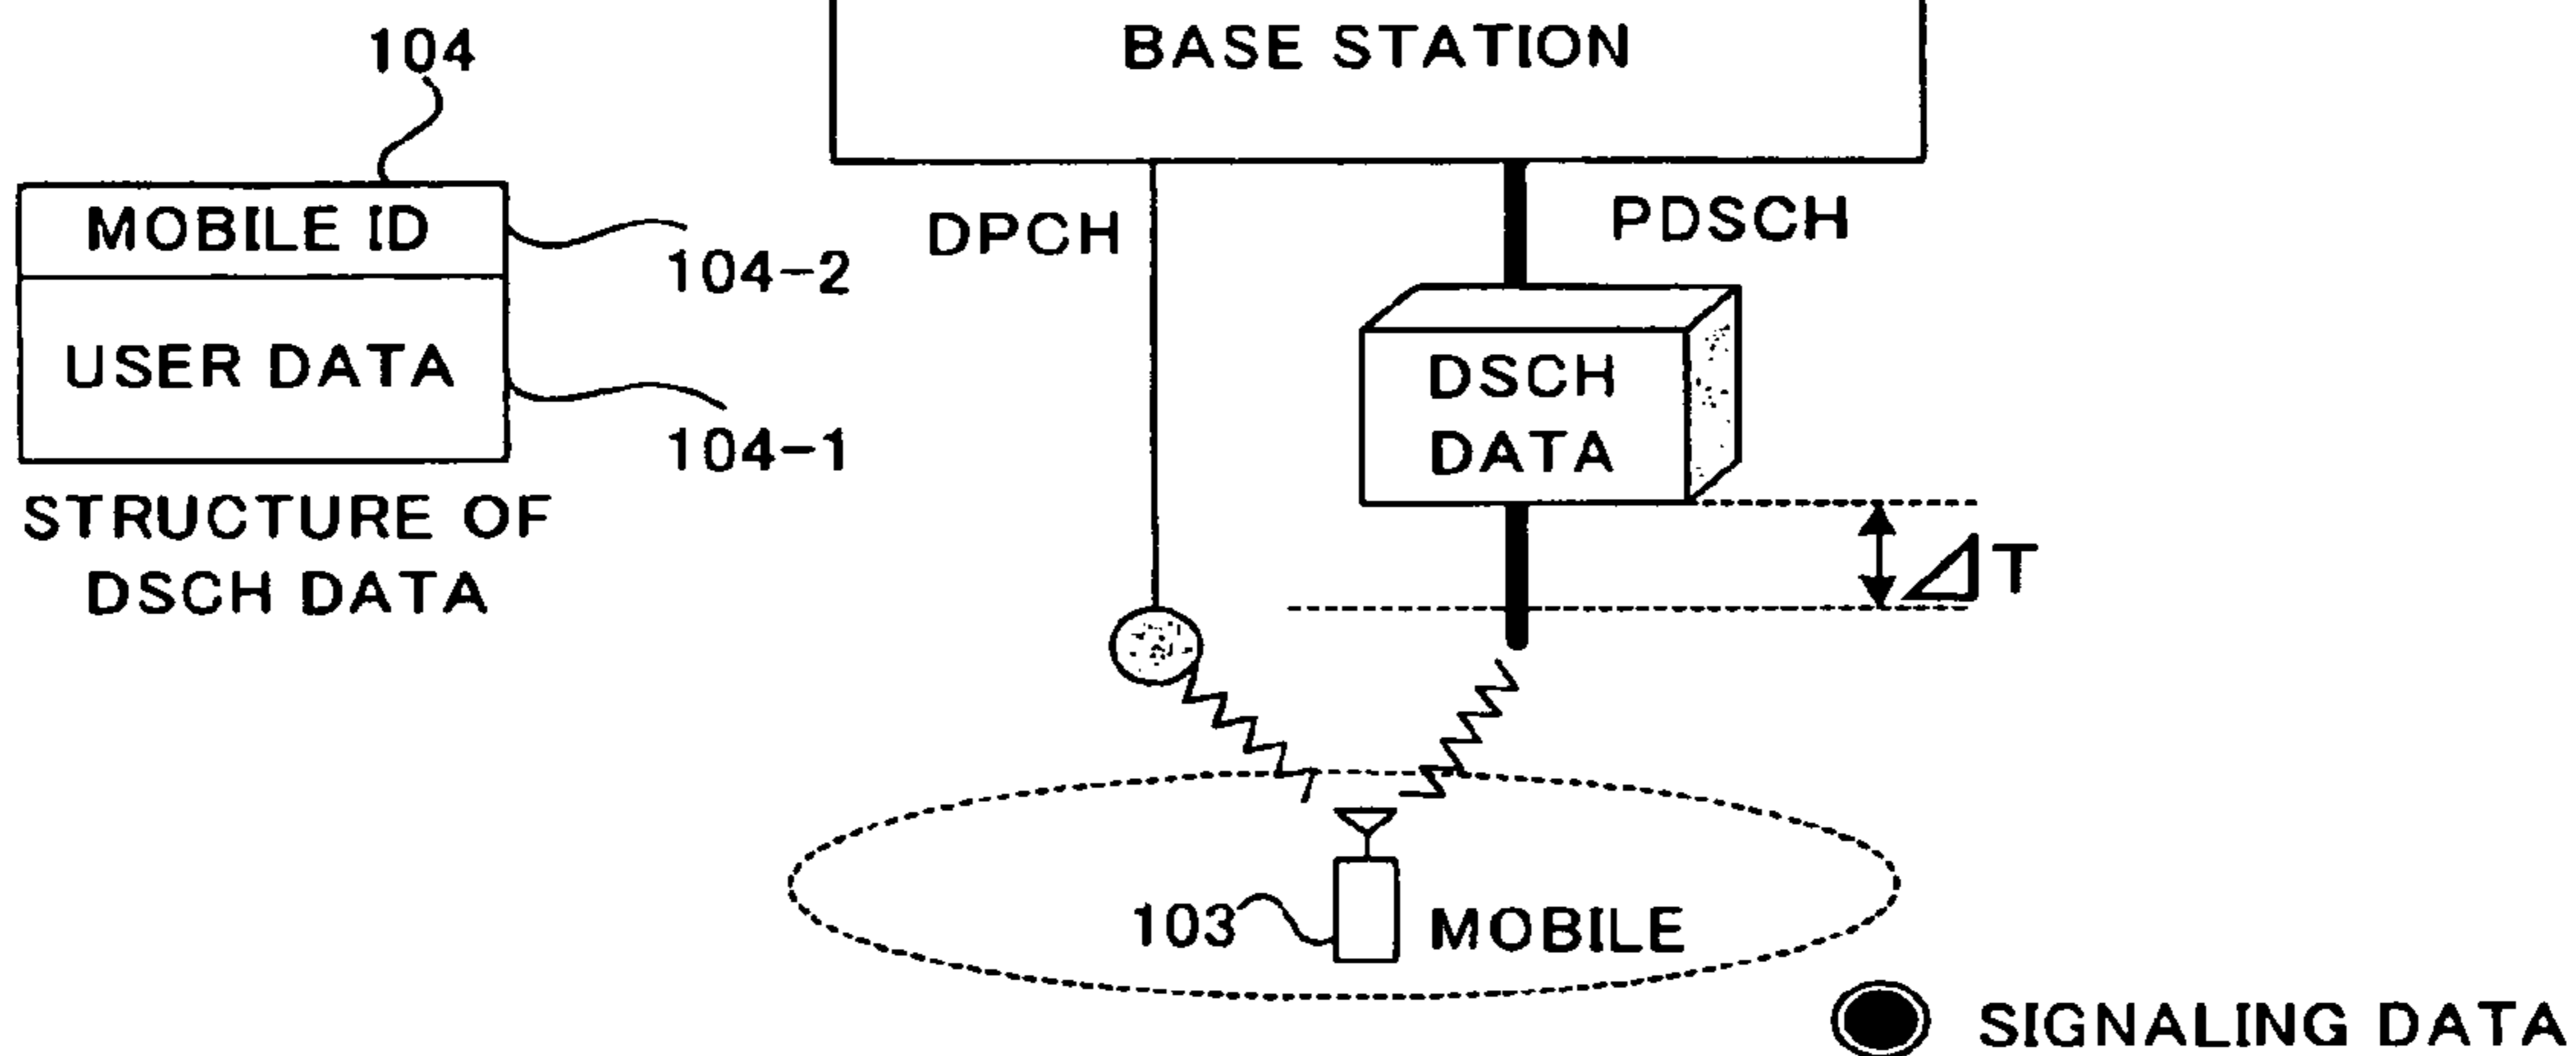 BASE STATION
104
MOBILE ID
104-2
USER DATA
104-1
STRUCTURE OF
DSCH DATA
DPCH
PDSCH
DSCH
DATA
⊿T
103
MOBILE
SIGNALING DATA